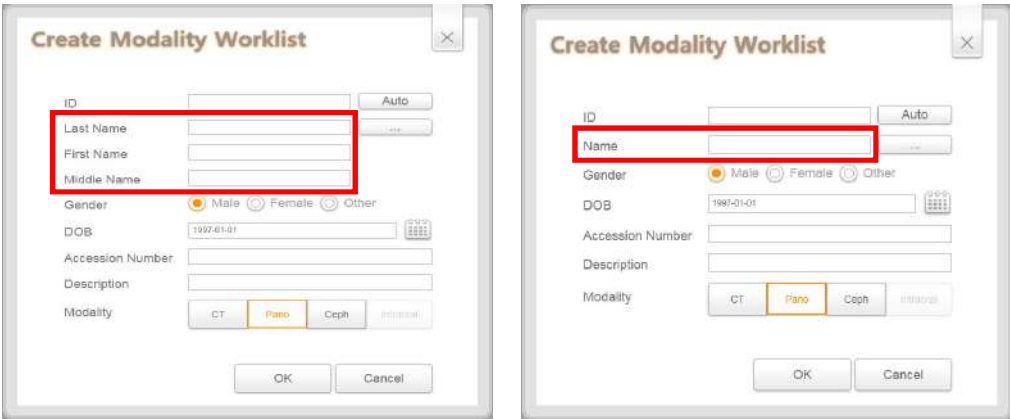 Create Modality Worklist
ID
Auto
Last Name
...
First Name
Middle Name
Gender
Male Female Other
DOB
1997-01-01
Accession Number
Description
Modality
CT Pano Ceph Intraoral
OK Cancel
Create Modality Worklist
ID
Auto
Name
...
Gender
Male Female Other
DOB
1997-01-01
Accession Number
Description
Modality
CT Pano Ceph Intraoral
OK Cancel